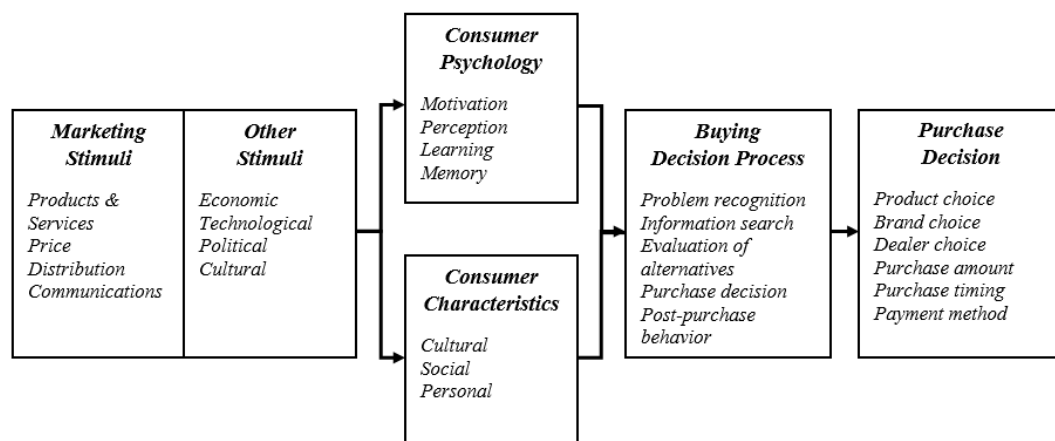 Marketing
Stimuli
Products &
Services
Price
Distribution
Communications
Other
Stimuli
Economic
Technological
Political
Cultural
Consumer
Psychology
Motivation
Perception
Learning
Memory
Consumer
Characteristics
Cultural
Social
Personal
Buying
Decision Process
Problem recognition
Information search
Evaluation of
alternatives
Purchase decision
Post-purchase
behavior
Purchase
Decision
Product choice
Brand choice
Dealer choice
Purchase amount
Purchase timing
Payment method